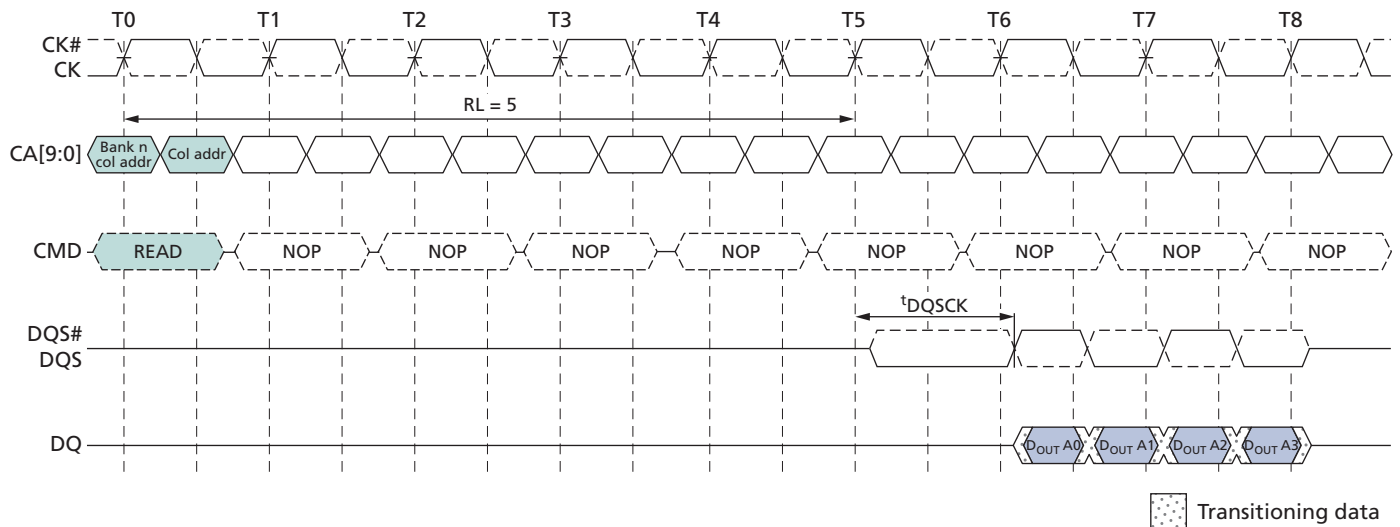 T0 T1 T2 T3 T4 T5 T6 T7 T8
CK#
CK
RL = 5
CA[9:0] Bank n col addr Col addr
CMD READ NOP NOP NOP NOP NOP NOP NOP NOP
tDQSCK
DQS#
DQS
DQ DOUT A0 DOUT A1 DOUT A2 DOUT A3
Transitioning data